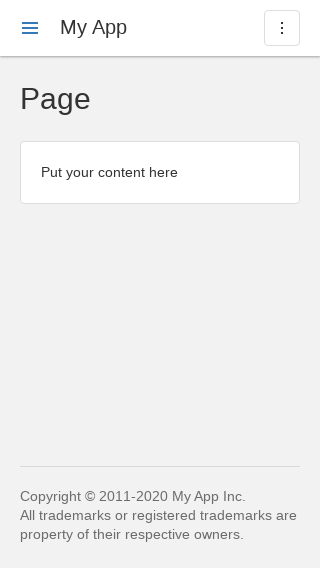 My App
Page
Put your content here
Copyright © 2011-2020 My App Inc.
All trademarks or registered trademarks are
property of their respective owners.